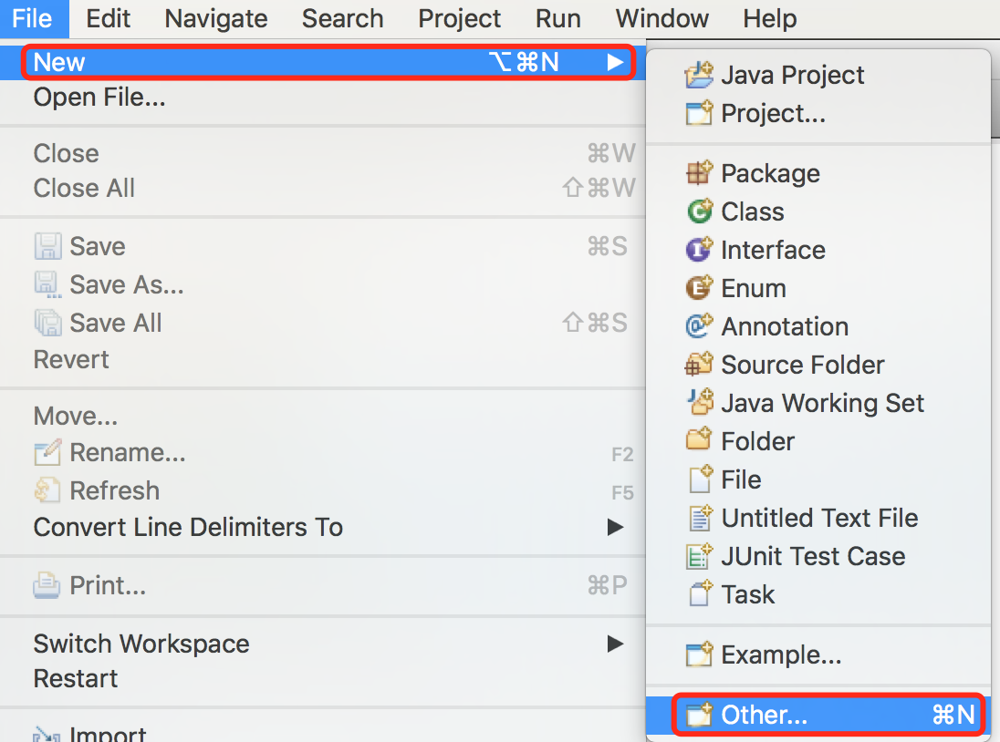 File Edit Navigate Search Project Run Window Help
New ⌥⌘N ▶
Open File...
Close ⌘W
Close All ⇧⌘W
Save ⌘S
Save As...
Save All ⇧⌘S
Revert
Move...
Rename... F2
Refresh F5
Convert Line Delimiters To ▶
Print... ⌘P
Switch Workspace ▶
Restart
Import
Java Project
Project...
Package
Class
Interface
Enum
Annotation
Source Folder
Java Working Set
Folder
File
Untitled Text File
JUnit Test Case
Task
Example...
Other... ⌘N